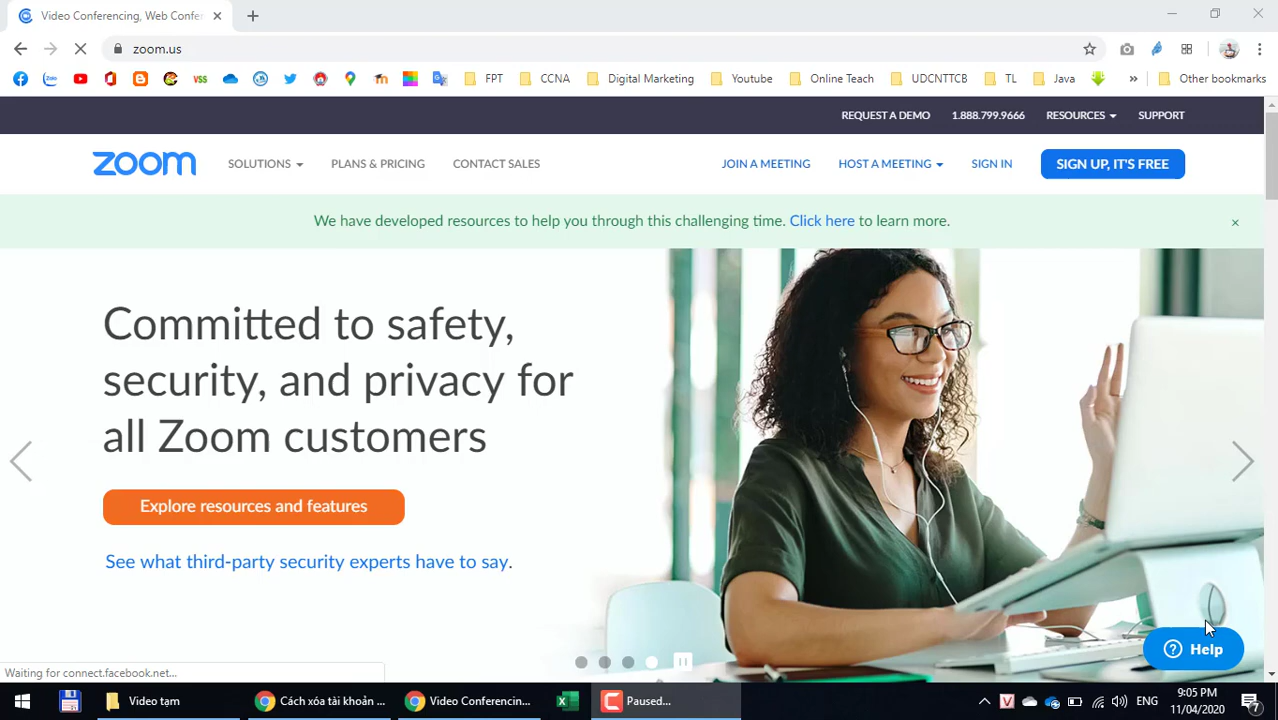 Video Conferencing, Web Confer
zoom.us
FPT
CCNA
Digital Marketing
Youtube
Online Teach
UDCNTTCB
TL
Java
»
Other bookmarks
REQUEST A DEMO
1.888.799.9666
RESOURCES
SUPPORT
zoom
SOLUTIONS
PLANS & PRICING
CONTACT SALES
JOIN A MEETING
HOST A MEETING
SIGN IN
SIGN UP, IT'S FREE
We have developed resources to help you through this challenging time. Click here to learn more.
Committed to safety,
security, and privacy for
all Zoom customers
Explore resources and features
See what third-party security experts have to say.
Help
Waiting for connect.facebook.net...
Video tạm
Cách xóa tài khoản ...
Video Conferencin...
Paused...
ENG
9:05 PM
11/04/2020
7